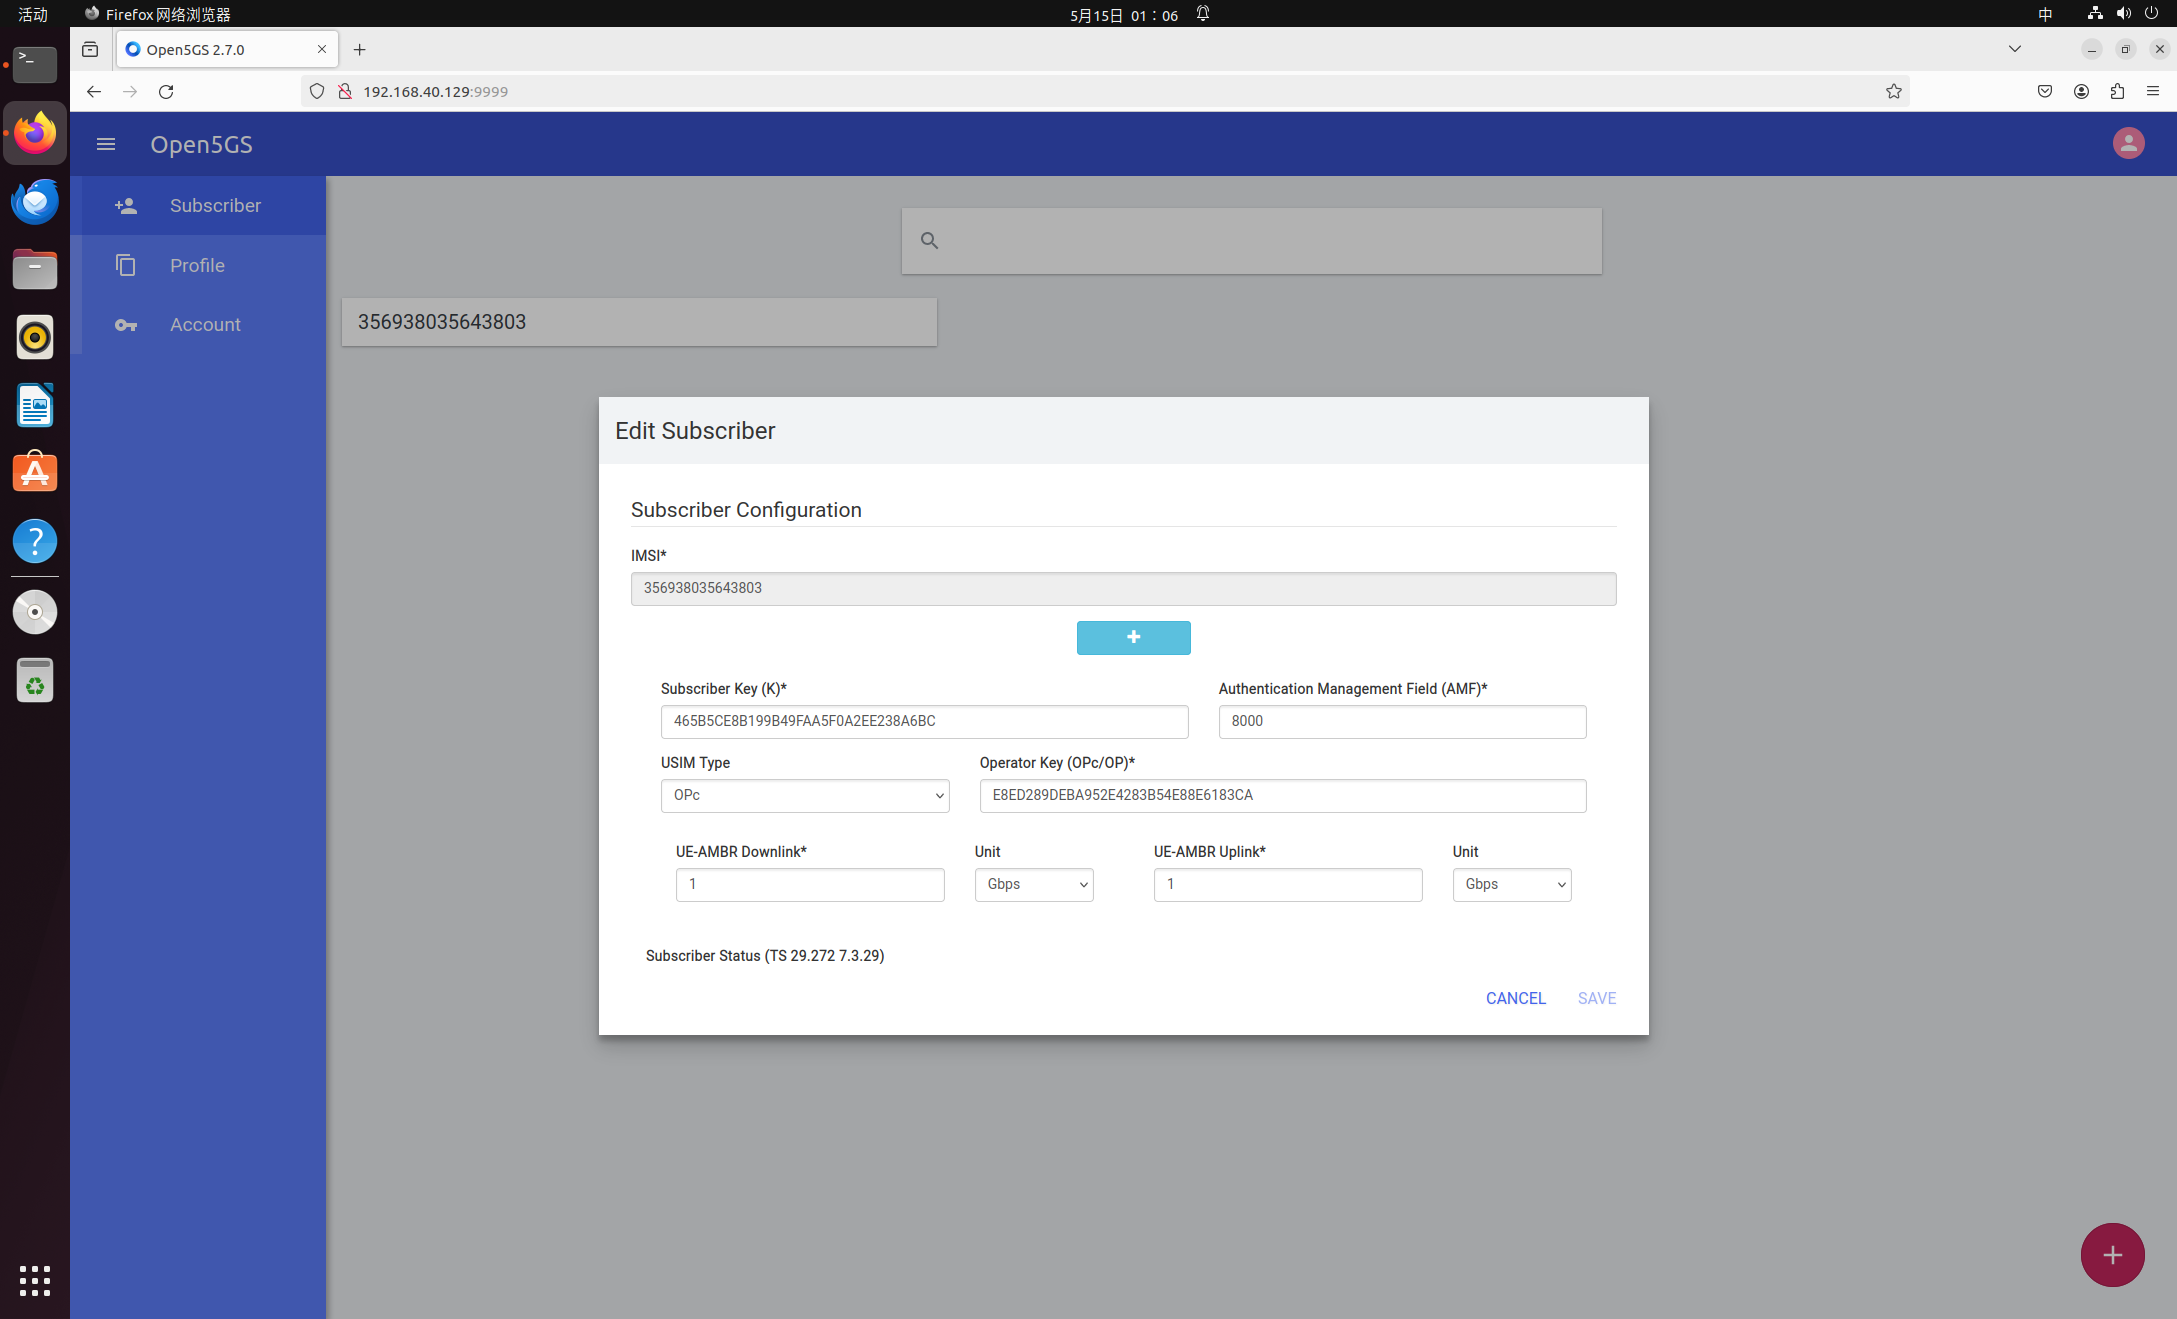 活动
Firefox 网络浏览器
5月15日 01：06
中
Open5GS 2.7.0
192.168.40.129:9999
Open5GS
Subscriber
Profile
Account
356938035643803
Edit Subscriber
Subscriber Configuration
IMSI*
356938035643803
Subscriber Key (K)*
Authentication Management Field (AMF)*
465B5CE8B199B49FAA5F0A2EE238A6BC
8000
USIM Type
Operator Key (OPc/OP)*
OPc
E8ED289DEBA952E4283B54E88E6183CA
UE-AMBR Downlink*
Unit
UE-AMBR Uplink*
Unit
1
Gbps
1
Gbps
Subscriber Status (TS 29.272 7.3.29)
CANCEL
SAVE